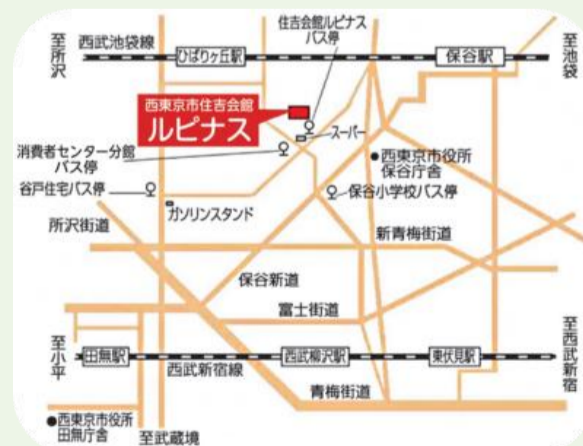 至所沢
西武池袋線
ひばりヶ丘駅
住吉会館ルピナス
バス停
保谷駅
至池袋
西東京市住吉会館
ルピナス
スーパー
消費者センター分館
バス停
西東京市役所
保谷庁舎
谷戸住宅バス停
保谷小学校バス停
ガソリンスタンド
所沢街道
新青梅街道
保谷新道
富士街道
至小平
田無駅
西武新宿線
西武柳沢駅
東伏見駅
至西武新宿
青梅街道
西東京市役所
田無庁舎
至武蔵境